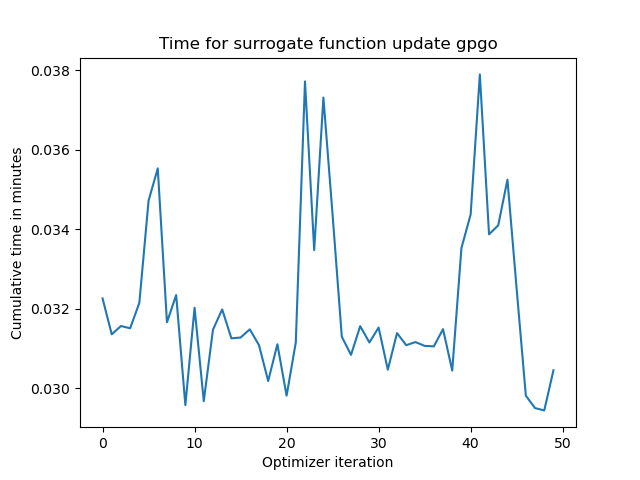 Time for surrogate function update gpgo
Cumulative time in minutes
0.038
0.036
0.034
0.032
0.030
0 10 20 30 40 50
Optimizer iteration